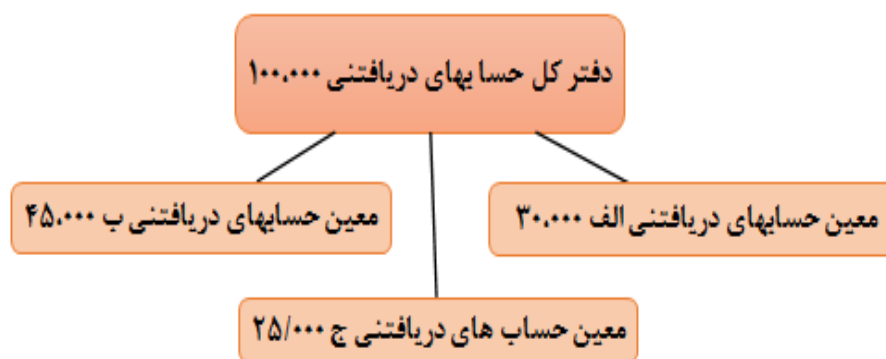 دفتر کل حسا بهای دریافتنی ۱۰۰،۰۰۰
معین حسابهای دریافتنی الف ۳۰،۰۰۰
معین حسابهای دریافتنی ب ۴۵،۰۰۰
معین حساب های دریافتنی ج ۲۵/۰۰۰